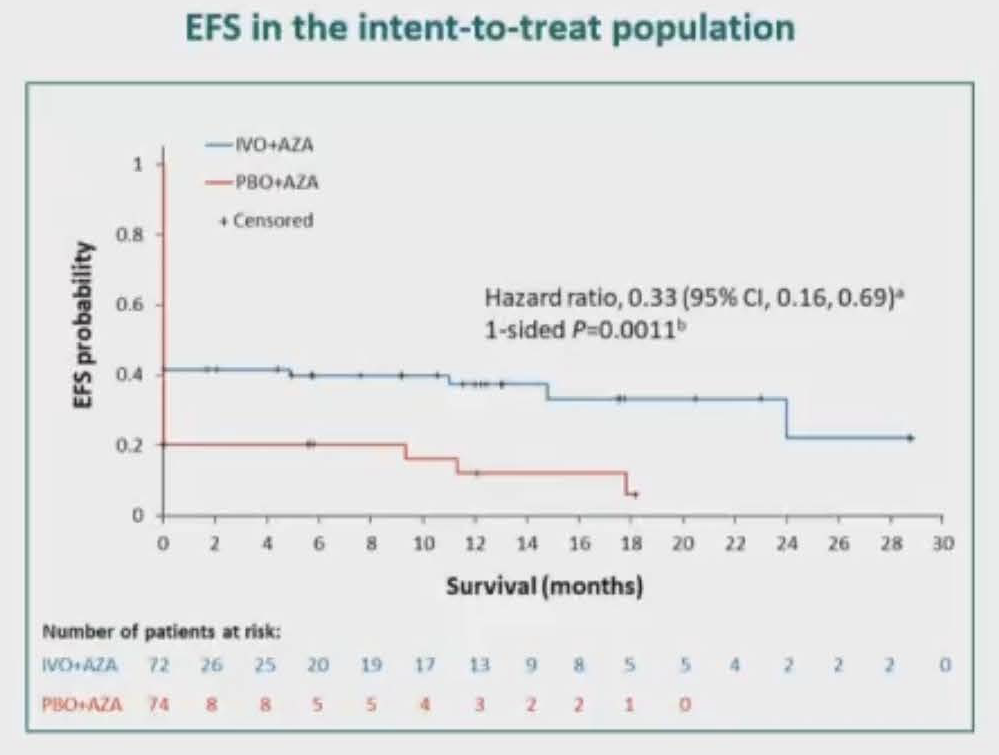 EFS in the intent-to-treat population
IVO+AZA
PBO+AZA
+ Censored
1
0.8
0.6
0.4
0.2
0
EFS probability
Hazard ratio, 0.33 (95% CI, 0.16, 0.69)ᵃ
1-sided P=0.0011ᵇ
0 2 4 6 8 10 12 14 16 18 20 22 24 26 28 30
Survival (months)
Number of patients at risk:
IVO+AZA 72 26 25 20 19 17 13 9 8 5 5 4 2 2 2 0
PBO+AZA 74 8 8 5 5 4 3 2 2 1 0